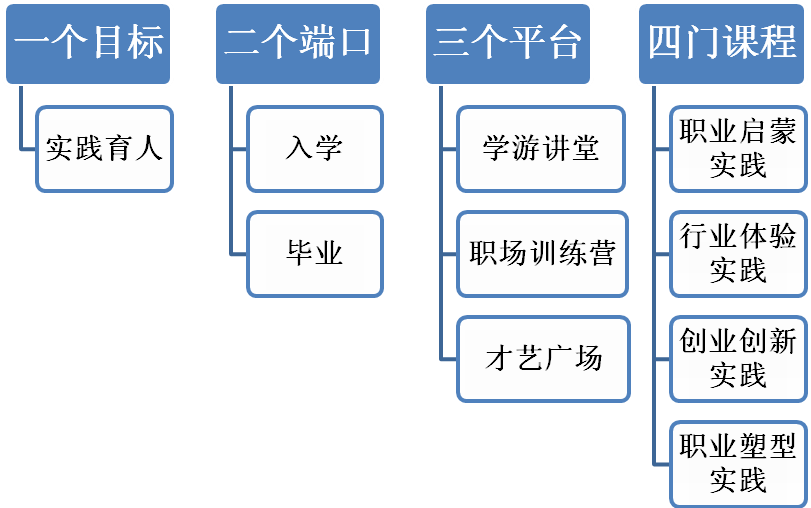 一个目标
实践育人
二个端口
入学
毕业
三个平台
学游讲堂
职场训练营
才艺广场
四门课程
职业启蒙
实践
行业体验
实践
创业创新
实践
职业塑型
实践